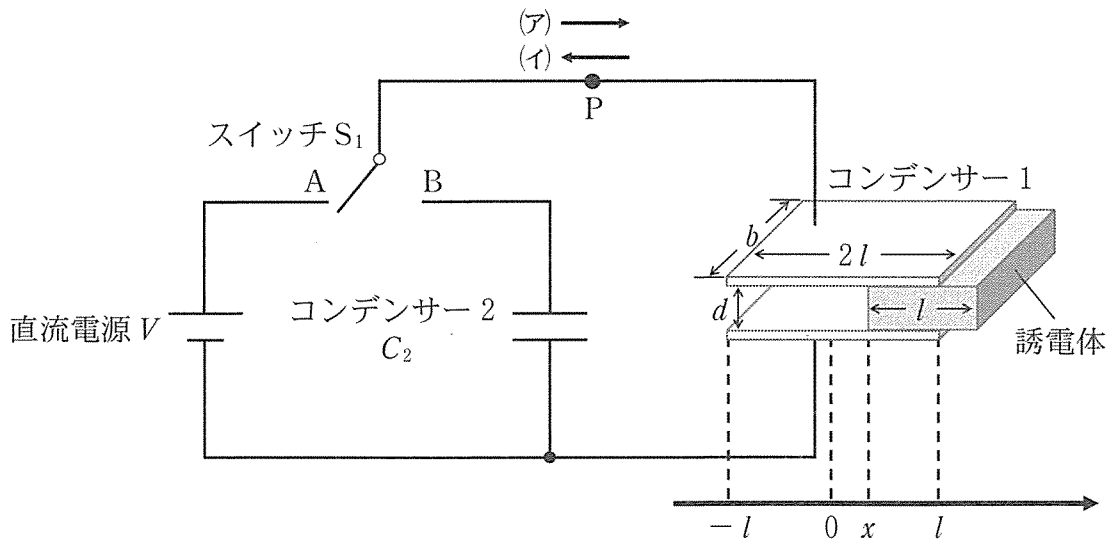 (ア)
(イ)
P
スイッチS₁
A
B
コンデンサー1
b
2l
直流電源V
コンデンサー2
C₂
d
l
誘電体
−l
0
x
l